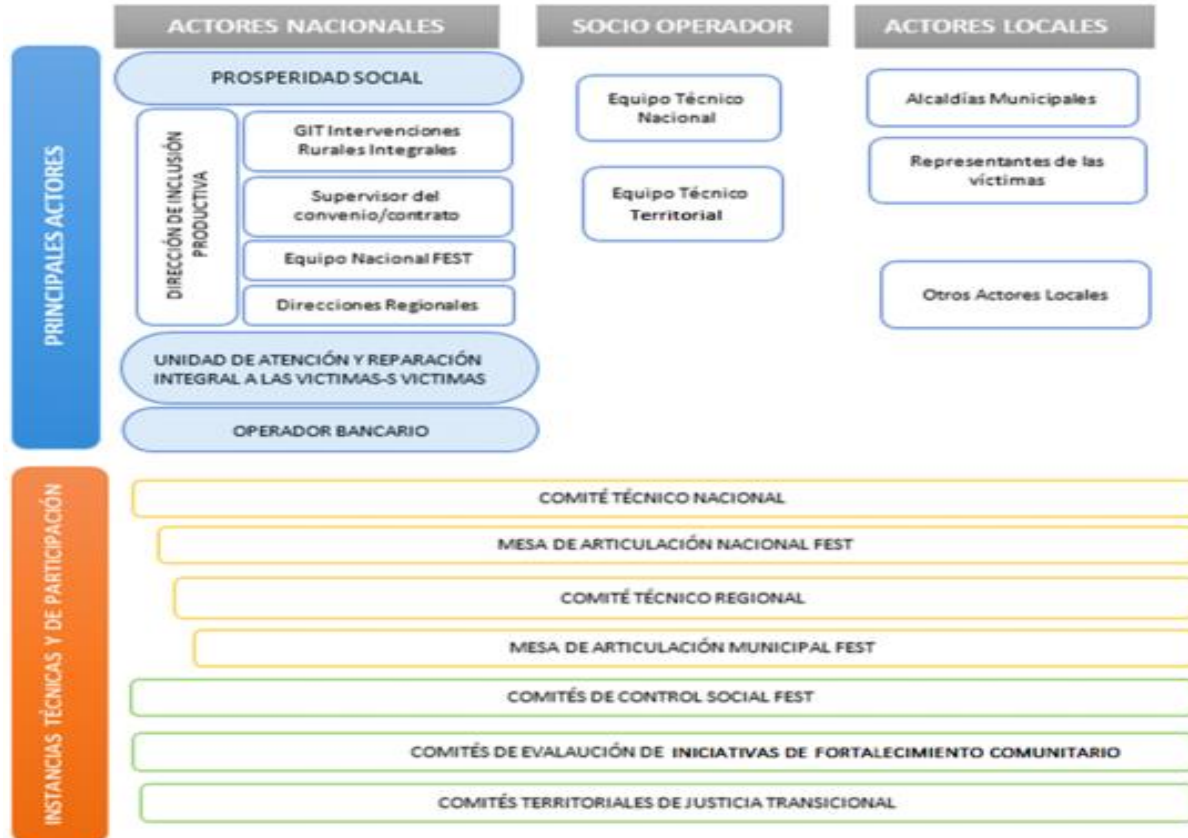 ACTORES NACIONALES
SOCIO OPERADOR
ACTORES LOCALES
PRINCIPALES ACTORES
PROSPERIDAD SOCIAL
DIRECCIÓN DE INCLUSIÓN
PRODUCTIVA
GIT Intervenciones
Rurales Integrales
Supervisor del
convenio/contrato
Equipo Nacional FEST
Direcciones Regionales
UNIDAD DE ATENCIÓN Y REPARACIÓN
INTEGRAL A LAS VICTIMAS-S VICTIMAS
OPERADOR BANCARIO
Equipo Técnico
Nacional
Equipo Técnico
Territorial
Alcaldías Municipales
Representantes de las
víctimas
Otros Actores Locales
INSTANCIAS TÉCNICAS Y DE PARTICIPACIÓN
COMITÉ TÉCNICO NACIONAL
MESA DE ARTICULACIÓN NACIONAL FEST
COMITÉ TÉCNICO REGIONAL
MESA DE ARTICULACIÓN MUNICIPAL FEST
COMITÉS DE CONTROL SOCIAL FEST
COMITÉS DE EVALAUCIÓN DE INICIATIVAS DE FORTALECIMIENTO COMUNITARIO
COMITÉS TERRITORIALES DE JUSTICIA TRANSICIONAL